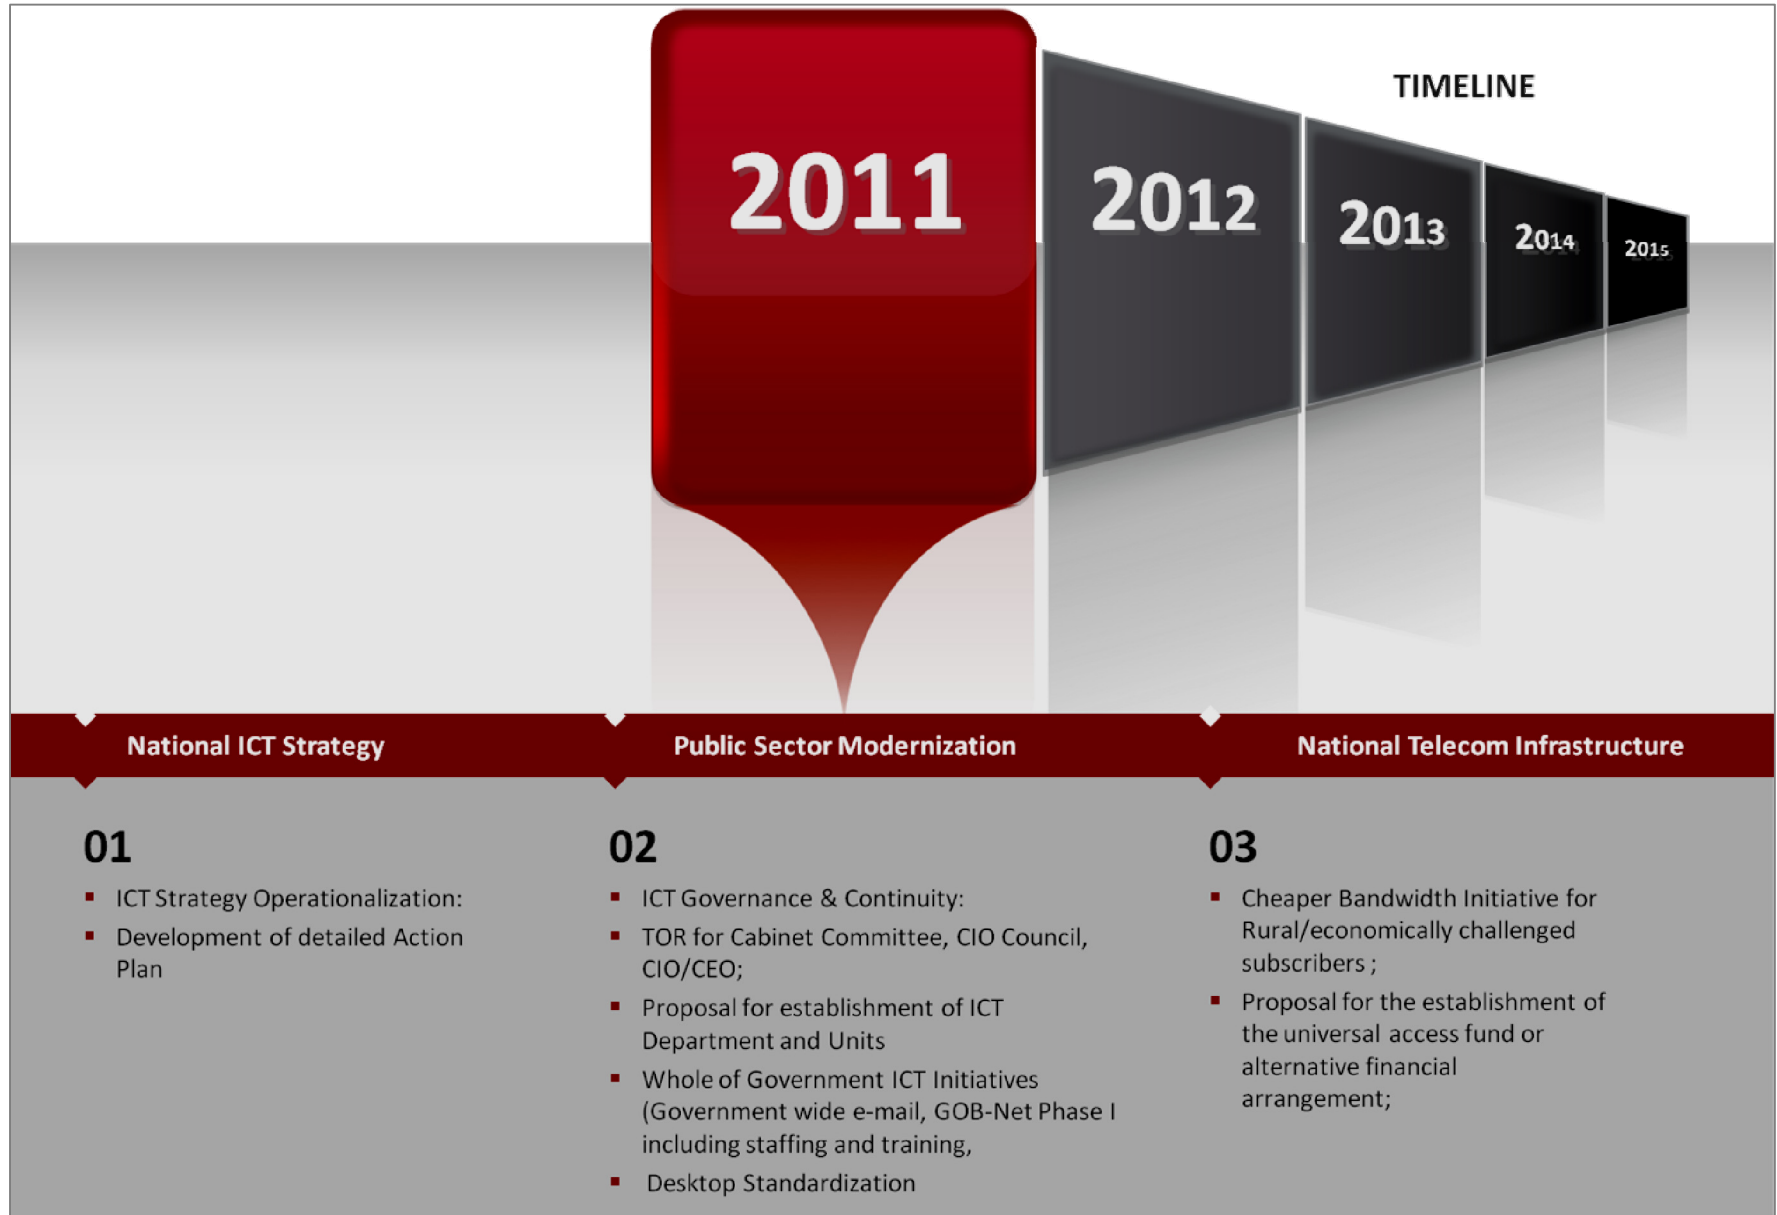 TIMELINE
2011
2012
2013
2014
2015
National ICT Strategy
Public Sector Modernization
National Telecom Infrastructure
01
▪ ICT Strategy Operationalization:
▪ Development of detailed Action
Plan
02
▪ ICT Governance & Continuity:
▪ TOR for Cabinet Committee, CIO Council,
CIO/CEO;
▪ Proposal for establishment of ICT
Department and Units
▪ Whole of Government ICT Initiatives
(Government wide e-mail, GOB-Net Phase I
including staffing and training,
▪ Desktop Standardization
03
▪ Cheaper Bandwidth Initiative for
Rural/economically challenged
subscribers ;
▪ Proposal for the establishment of
the universal access fund or
alternative financial
arrangement;